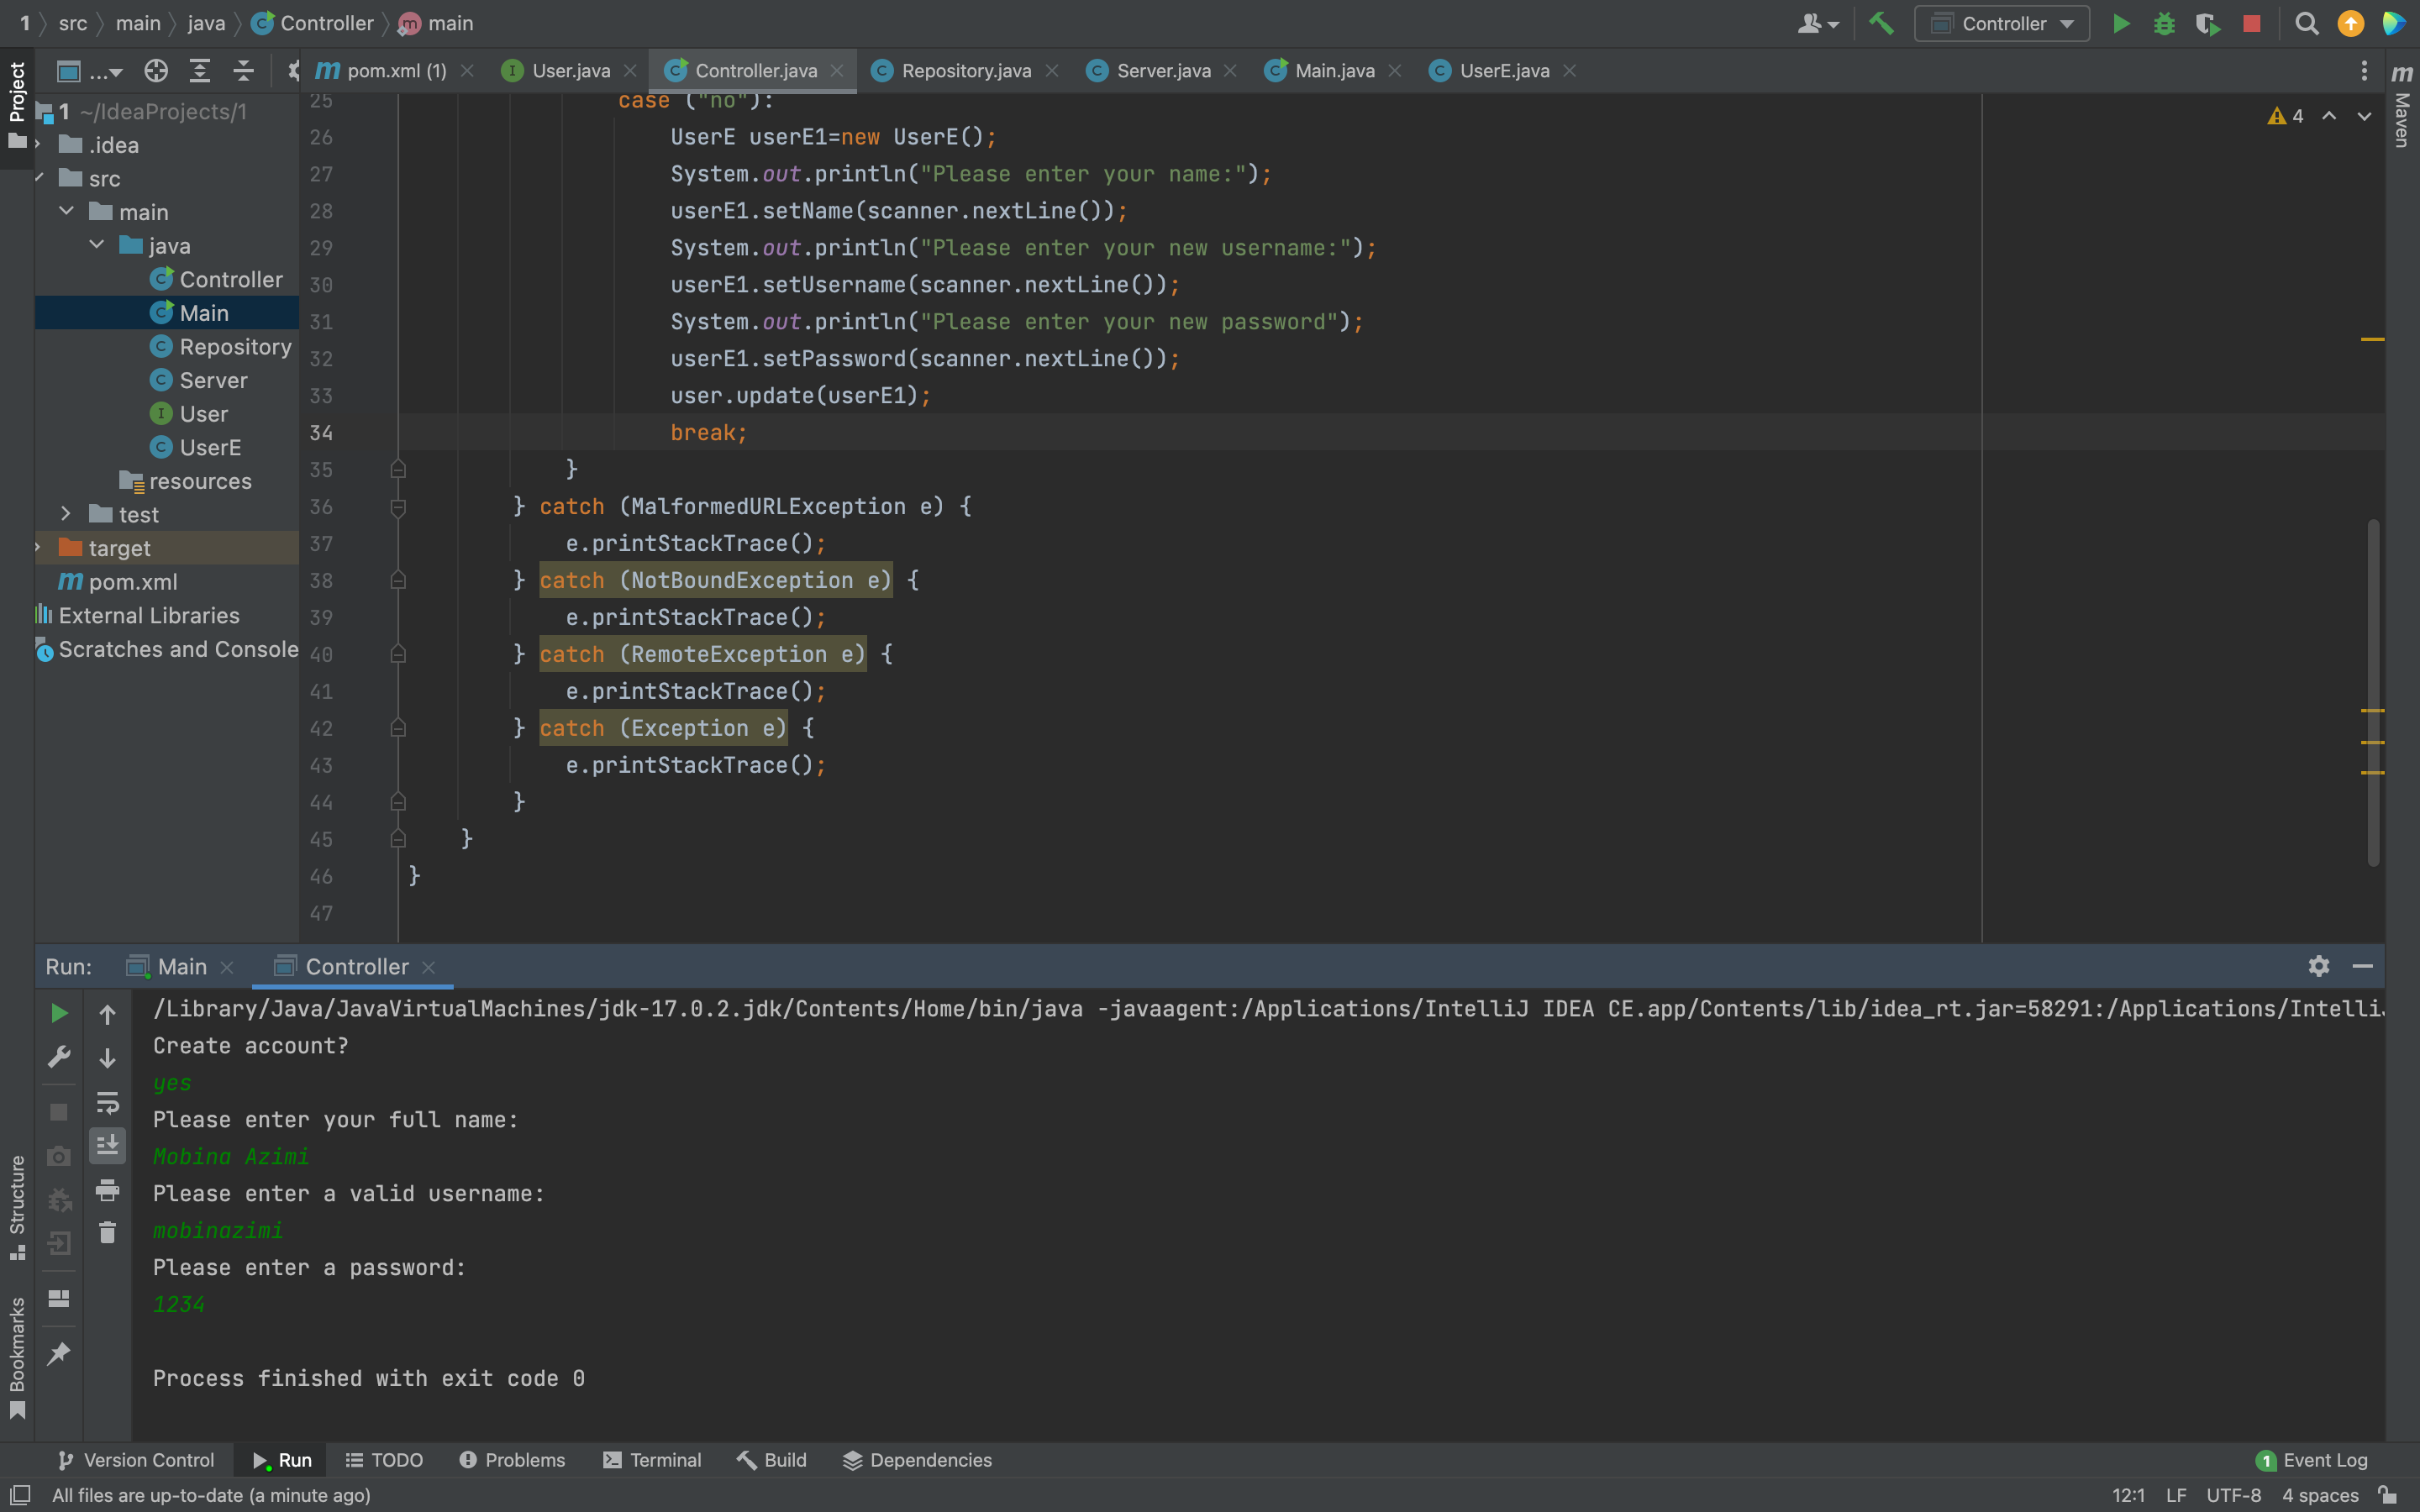 1 src main java Controller main
Controller
Project
...
pom.xml (1) User.java Controller.java Repository.java Server.java Main.java UserE.java
Maven
1 ~/IdeaProjects/1
.idea
src
main
java
Controller
Main
Repository
Server
User
UserE
resources
test
target
pom.xml
External Libraries
Scratches and Console
4
25 case ("no"):
26 UserE userE1=new UserE();
27 System.out.println("Please enter your name:");
28 userE1.setName(scanner.nextLine());
29 System.out.println("Please enter your new username:");
30 userE1.setUsername(scanner.nextLine());
31 System.out.println("Please enter your new password");
32 userE1.setPassword(scanner.nextLine());
33 user.update(userE1);
34 break;
35 }
36 } catch (MalformedURLException e) {
37 e.printStackTrace();
38 } catch (NotBoundException e) {
39 e.printStackTrace();
40 } catch (RemoteException e) {
41 e.printStackTrace();
42 } catch (Exception e) {
43 e.printStackTrace();
44 }
45 }
46 }
47
Run: Main Controller
/Library/Java/JavaVirtualMachines/jdk-17.0.2.jdk/Contents/Home/bin/java -javaagent:/Applications/IntelliJ IDEA CE.app/Contents/lib/idea_rt.jar=58291:/Applications/Intelli
Create account?
yes
Please enter your full name:
Mobina Azimi
Please enter a valid username:
mobinazimi
Please enter a password:
1234
Process finished with exit code 0
Structure
Bookmarks
Version Control Run TODO Problems Terminal Build Dependencies 1 Event Log
All files are up-to-date (a minute ago) 12:1 LF UTF-8 4 spaces